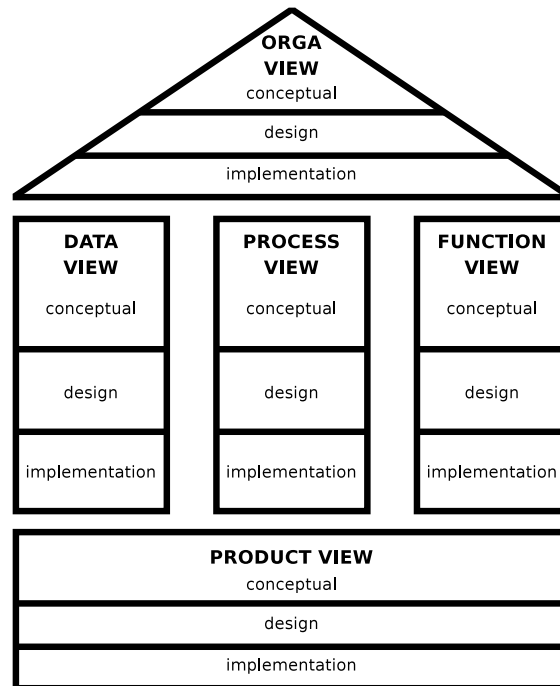 ORGA
VIEW
conceptual
design
implementation
DATA
VIEW
conceptual
design
implementation
PROCESS
VIEW
conceptual
design
implementation
FUNCTION
VIEW
conceptual
design
implementation
PRODUCT VIEW
conceptual
design
implementation